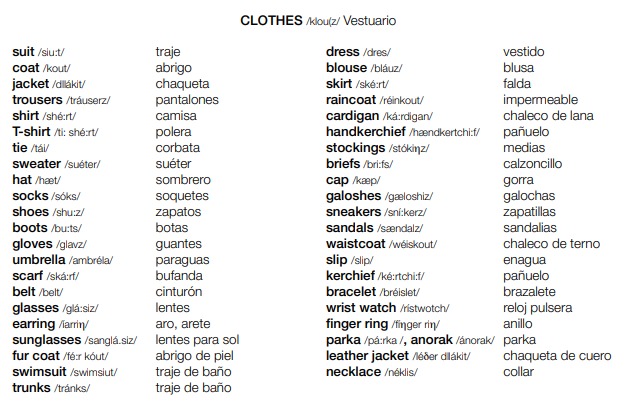 CLOTHES /klou(z/ Vestuario
suit /siu:t/ traje
coat /kout/ abrigo
jacket /dllákit/ chaqueta
trousers /tráuserz/ pantalones
shirt /shé:rt/ camisa
T-shirt /ti: shé:rt/ polera
tie /tái/ corbata
sweater /suéter/ suéter
hat /hæt/ sombrero
socks /sóks/ soquetes
shoes /shu:z/ zapatos
boots /bu:ts/ botas
gloves /glavz/ guantes
umbrella /ambréla/ paraguas
scarf /ská:rf/ bufanda
belt /belt/ cinturón
glasses /glá:siz/ lentes
earring /iarriŋ/ aro, arete
sunglasses /sanglá.siz/ lentes para sol
fur coat /fé:r kóut/ abrigo de piel
swimsuit /swimsiut/ traje de baño
trunks /tránks/ traje de baño
dress /dres/ vestido
blouse /bláuz/ blusa
skirt /ské:rt/ falda
raincoat /réinkout/ impermeable
cardigan /ká:rdigan/ chaleco de lana
handkerchief /hændkertchi:f/ pañuelo
stockings /stókiŋz/ medias
briefs /bri:fs/ calzoncillo
cap /kæp/ gorra
galoshes /gæloshiz/ galochas
sneakers /sní:kerz/ zapatillas
sandals /sændalz/ sandalias
waistcoat /wéiskout/ chaleco de terno
slip /slip/ enagua
kerchief /ké:rtchi:f/ pañuelo
bracelet /bréislet/ brazalete
wrist watch /rístwotch/ reloj pulsera
finger ring /fíŋger riŋ/ anillo
parka /pá:rka /, anorak /ánorak/ parka
leather jacket /léðer dllákit/ chaqueta de cuero
necklace /néklis/ collar